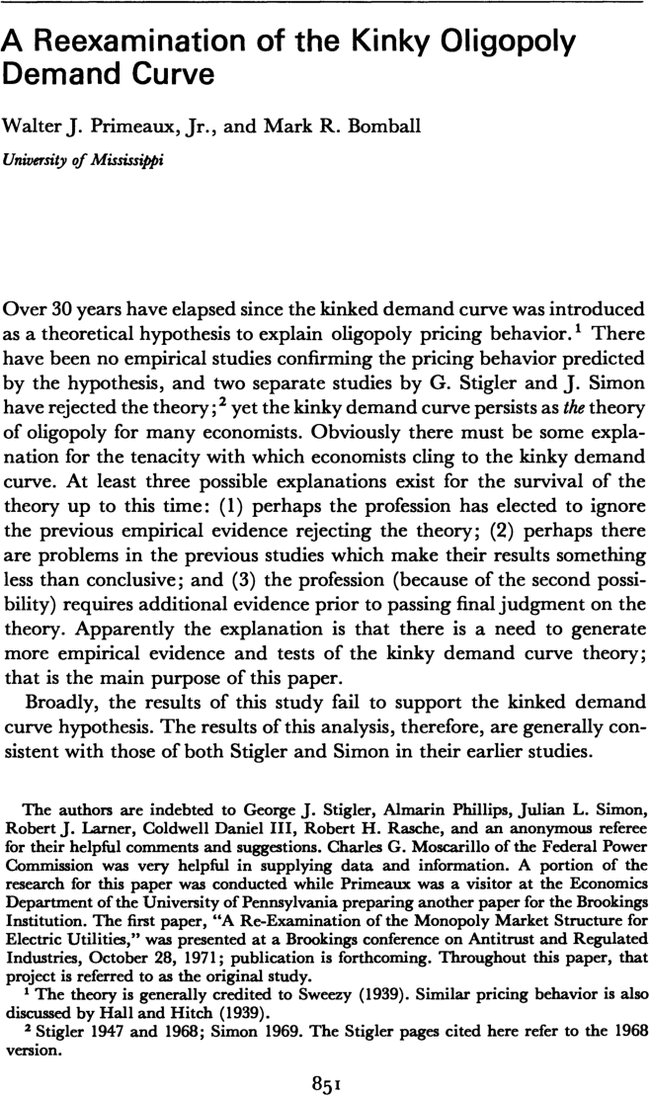 A Reexamination of the Kinky Oligopoly
Demand Curve
Walter J. Primeaux, Jr., and Mark R. Bomball
University of Mississippi
Over 30 years have elapsed since the kinked demand curve was introduced
as a theoretical hypothesis to explain oligopoly pricing behavior.¹ There
have been no empirical studies confirming the pricing behavior predicted
by the hypothesis, and two separate studies by G. Stigler and J. Simon
have rejected the theory;² yet the kinky demand curve persists as the theory
of oligopoly for many economists. Obviously there must be some expla-
nation for the tenacity with which economists cling to the kinky demand
curve. At least three possible explanations exist for the survival of the
theory up to this time: (1) perhaps the profession has elected to ignore
the previous empirical evidence rejecting the theory; (2) perhaps there
are problems in the previous studies which make their results something
less than conclusive; and (3) the profession (because of the second possi-
bility) requires additional evidence prior to passing final judgment on the
theory. Apparently the explanation is that there is a need to generate
more empirical evidence and tests of the kinky demand curve theory;
that is the main purpose of this paper.
Broadly, the results of this study fail to support the kinked demand
curve hypothesis. The results of this analysis, therefore, are generally con-
sistent with those of both Stigler and Simon in their earlier studies.
The authors are indebted to George J. Stigler, Almarin Phillips, Julian L. Simon,
Robert J. Larner, Coldwell Daniel III, Robert H. Rasche, and an anonymous referee
for their helpful comments and suggestions. Charles G. Moscarillo of the Federal Power
Commission was very helpful in supplying data and information. A portion of the
research for this paper was conducted while Primeaux was a visitor at the Economics
Department of the University of Pennsylvania preparing another paper for the Brookings
Institution. The first paper, “A Re-Examination of the Monopoly Market Structure for
Electric Utilities,” was presented at a Brookings conference on Antitrust and Regulated
Industries, October 28, 1971; publication is forthcoming. Throughout this paper, that
project is referred to as the original study.
¹ The theory is generally credited to Sweezy (1939). Similar pricing behavior is also
discussed by Hall and Hitch (1939).
² Stigler 1947 and 1968; Simon 1969. The Stigler pages cited here refer to the 1968
version.
851